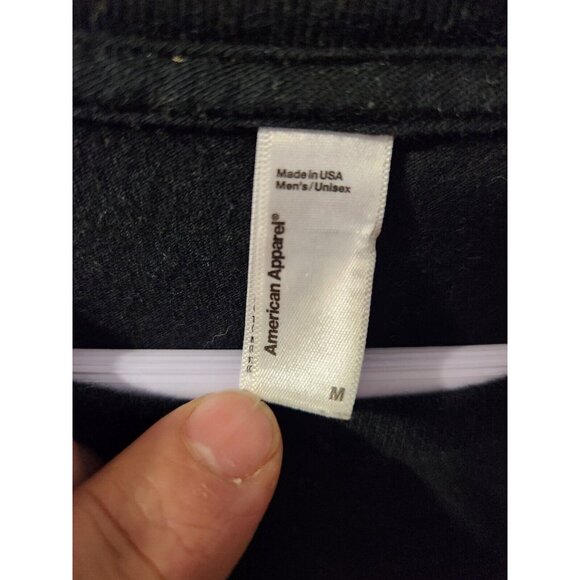 Made in USA
Men's/Unisex
American Apparel®
M